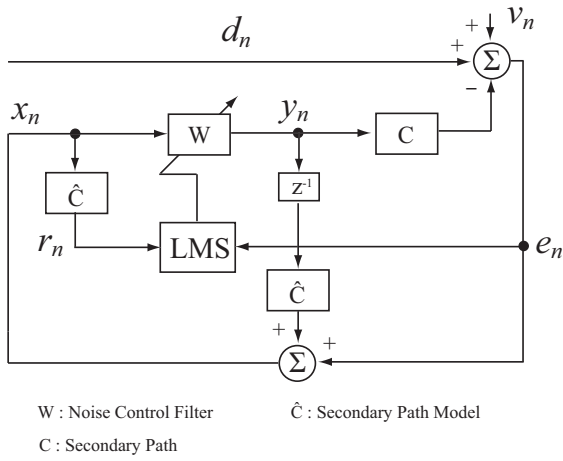 v_n
+
d_n
+
Σ
−
x_n
y_n
W
C
Ĉ
z⁻¹
r_n
LMS
e_n
Ĉ
+
+
Σ
W : Noise Control Filter
Ĉ : Secondary Path Model
C : Secondary Path